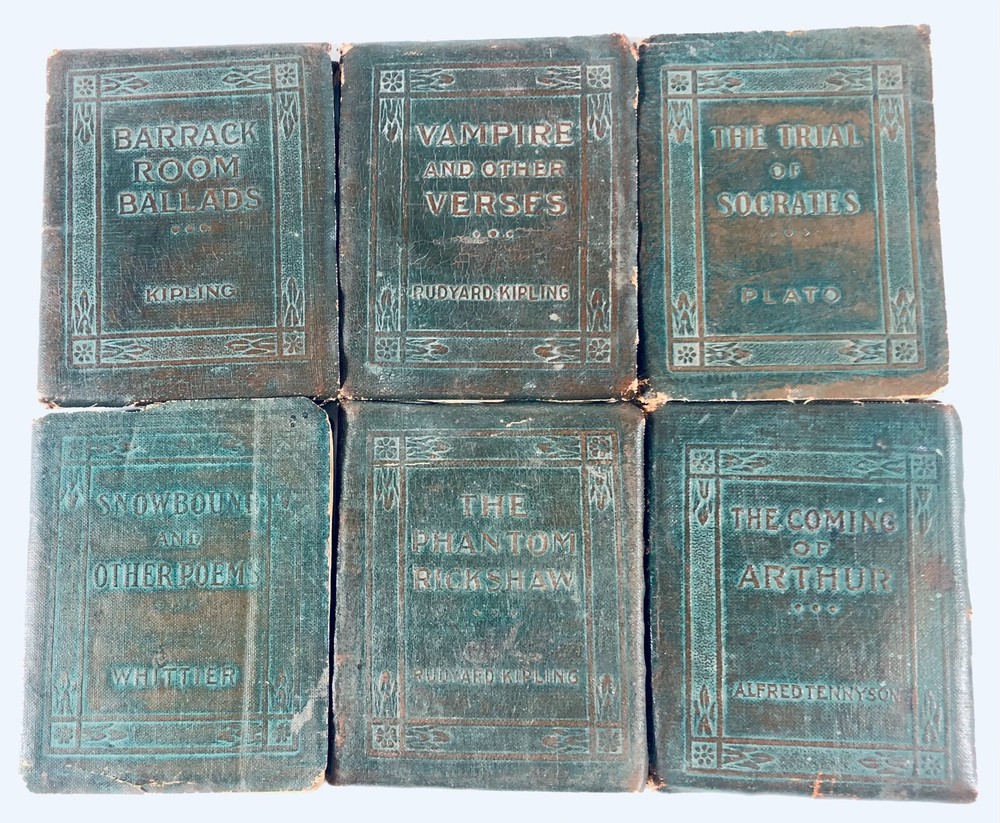 BARRACK
ROOM
BALLADS
KIPLING
VAMPIRE
AND OTHER
VERSES
RUDYARD KIPLING
THE TRIAL
OF
SOCRATES
PLATO
SNOWBOUND
AND
OTHER POEMS
WHITTIER
THE
PHANTOM
RICKSHAW
RUDYARD KIPLING
THE COMING
OF
ARTHUR
ALFRED TENNYSON